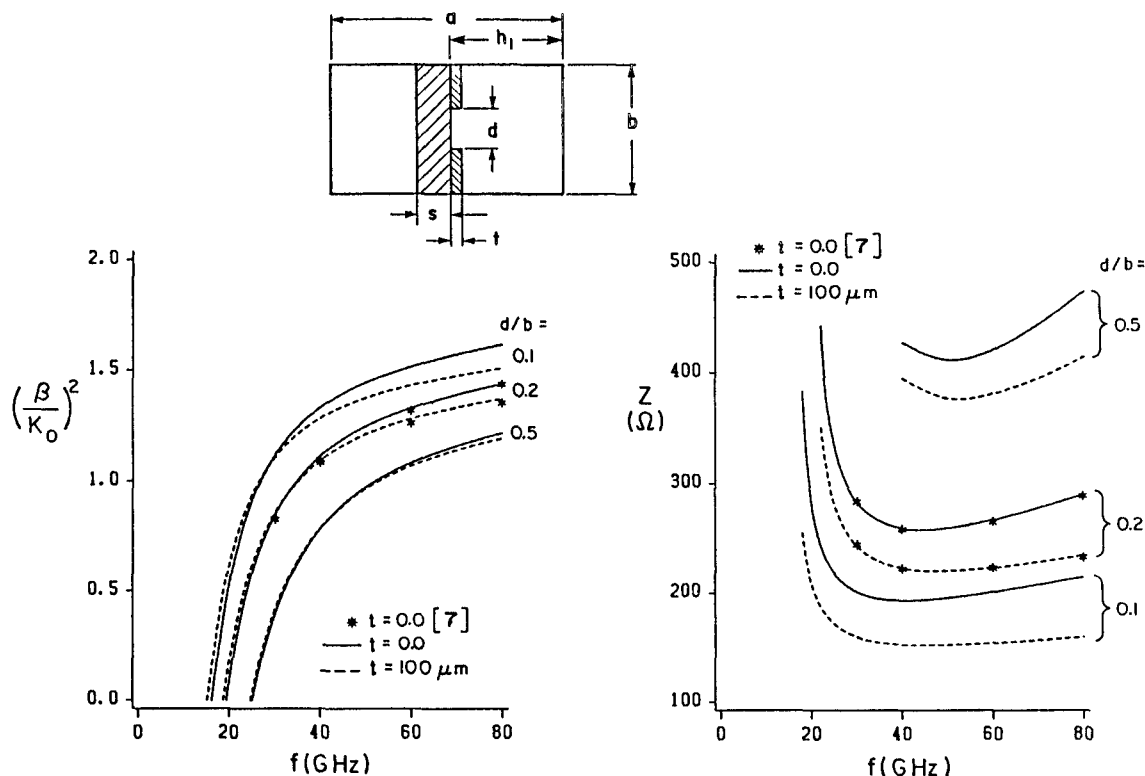 a
h₁
b
d
s
t
2.0
1.5
1.0
0.5
0.0
(β/K₀)²
d/b =
0.1
0.2
0.5
* t = 0.0 [7]
t = 0.0
t = 100 μm
0 20 40 60 80
f(GHz)
500
400
300
200
100
Z
(Ω)
* t = 0.0 [7]
t = 0.0
t = 100 μm
d/b =
0.5
0.2
0.1
0 20 40 60 80
f(GHz)